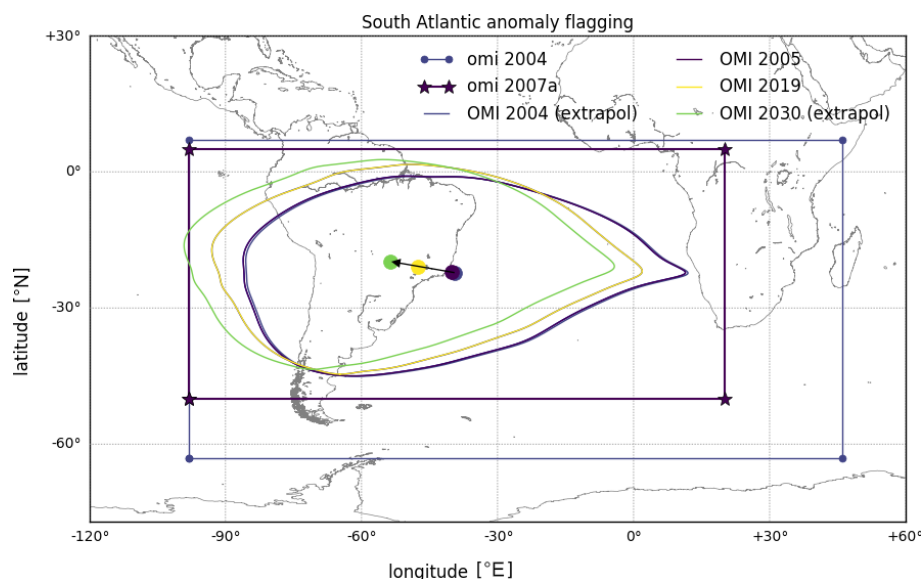 South Atlantic anomaly flagging
+30°
omi 2004
OMI 2005
omi 2007a
OMI 2019
OMI 2004 (extrapol)
OMI 2030 (extrapol)
0°
-30°
-60°
latitude [°N]
-120°
-90°
-60°
-30°
0°
+30°
+60°
longitude [°E]